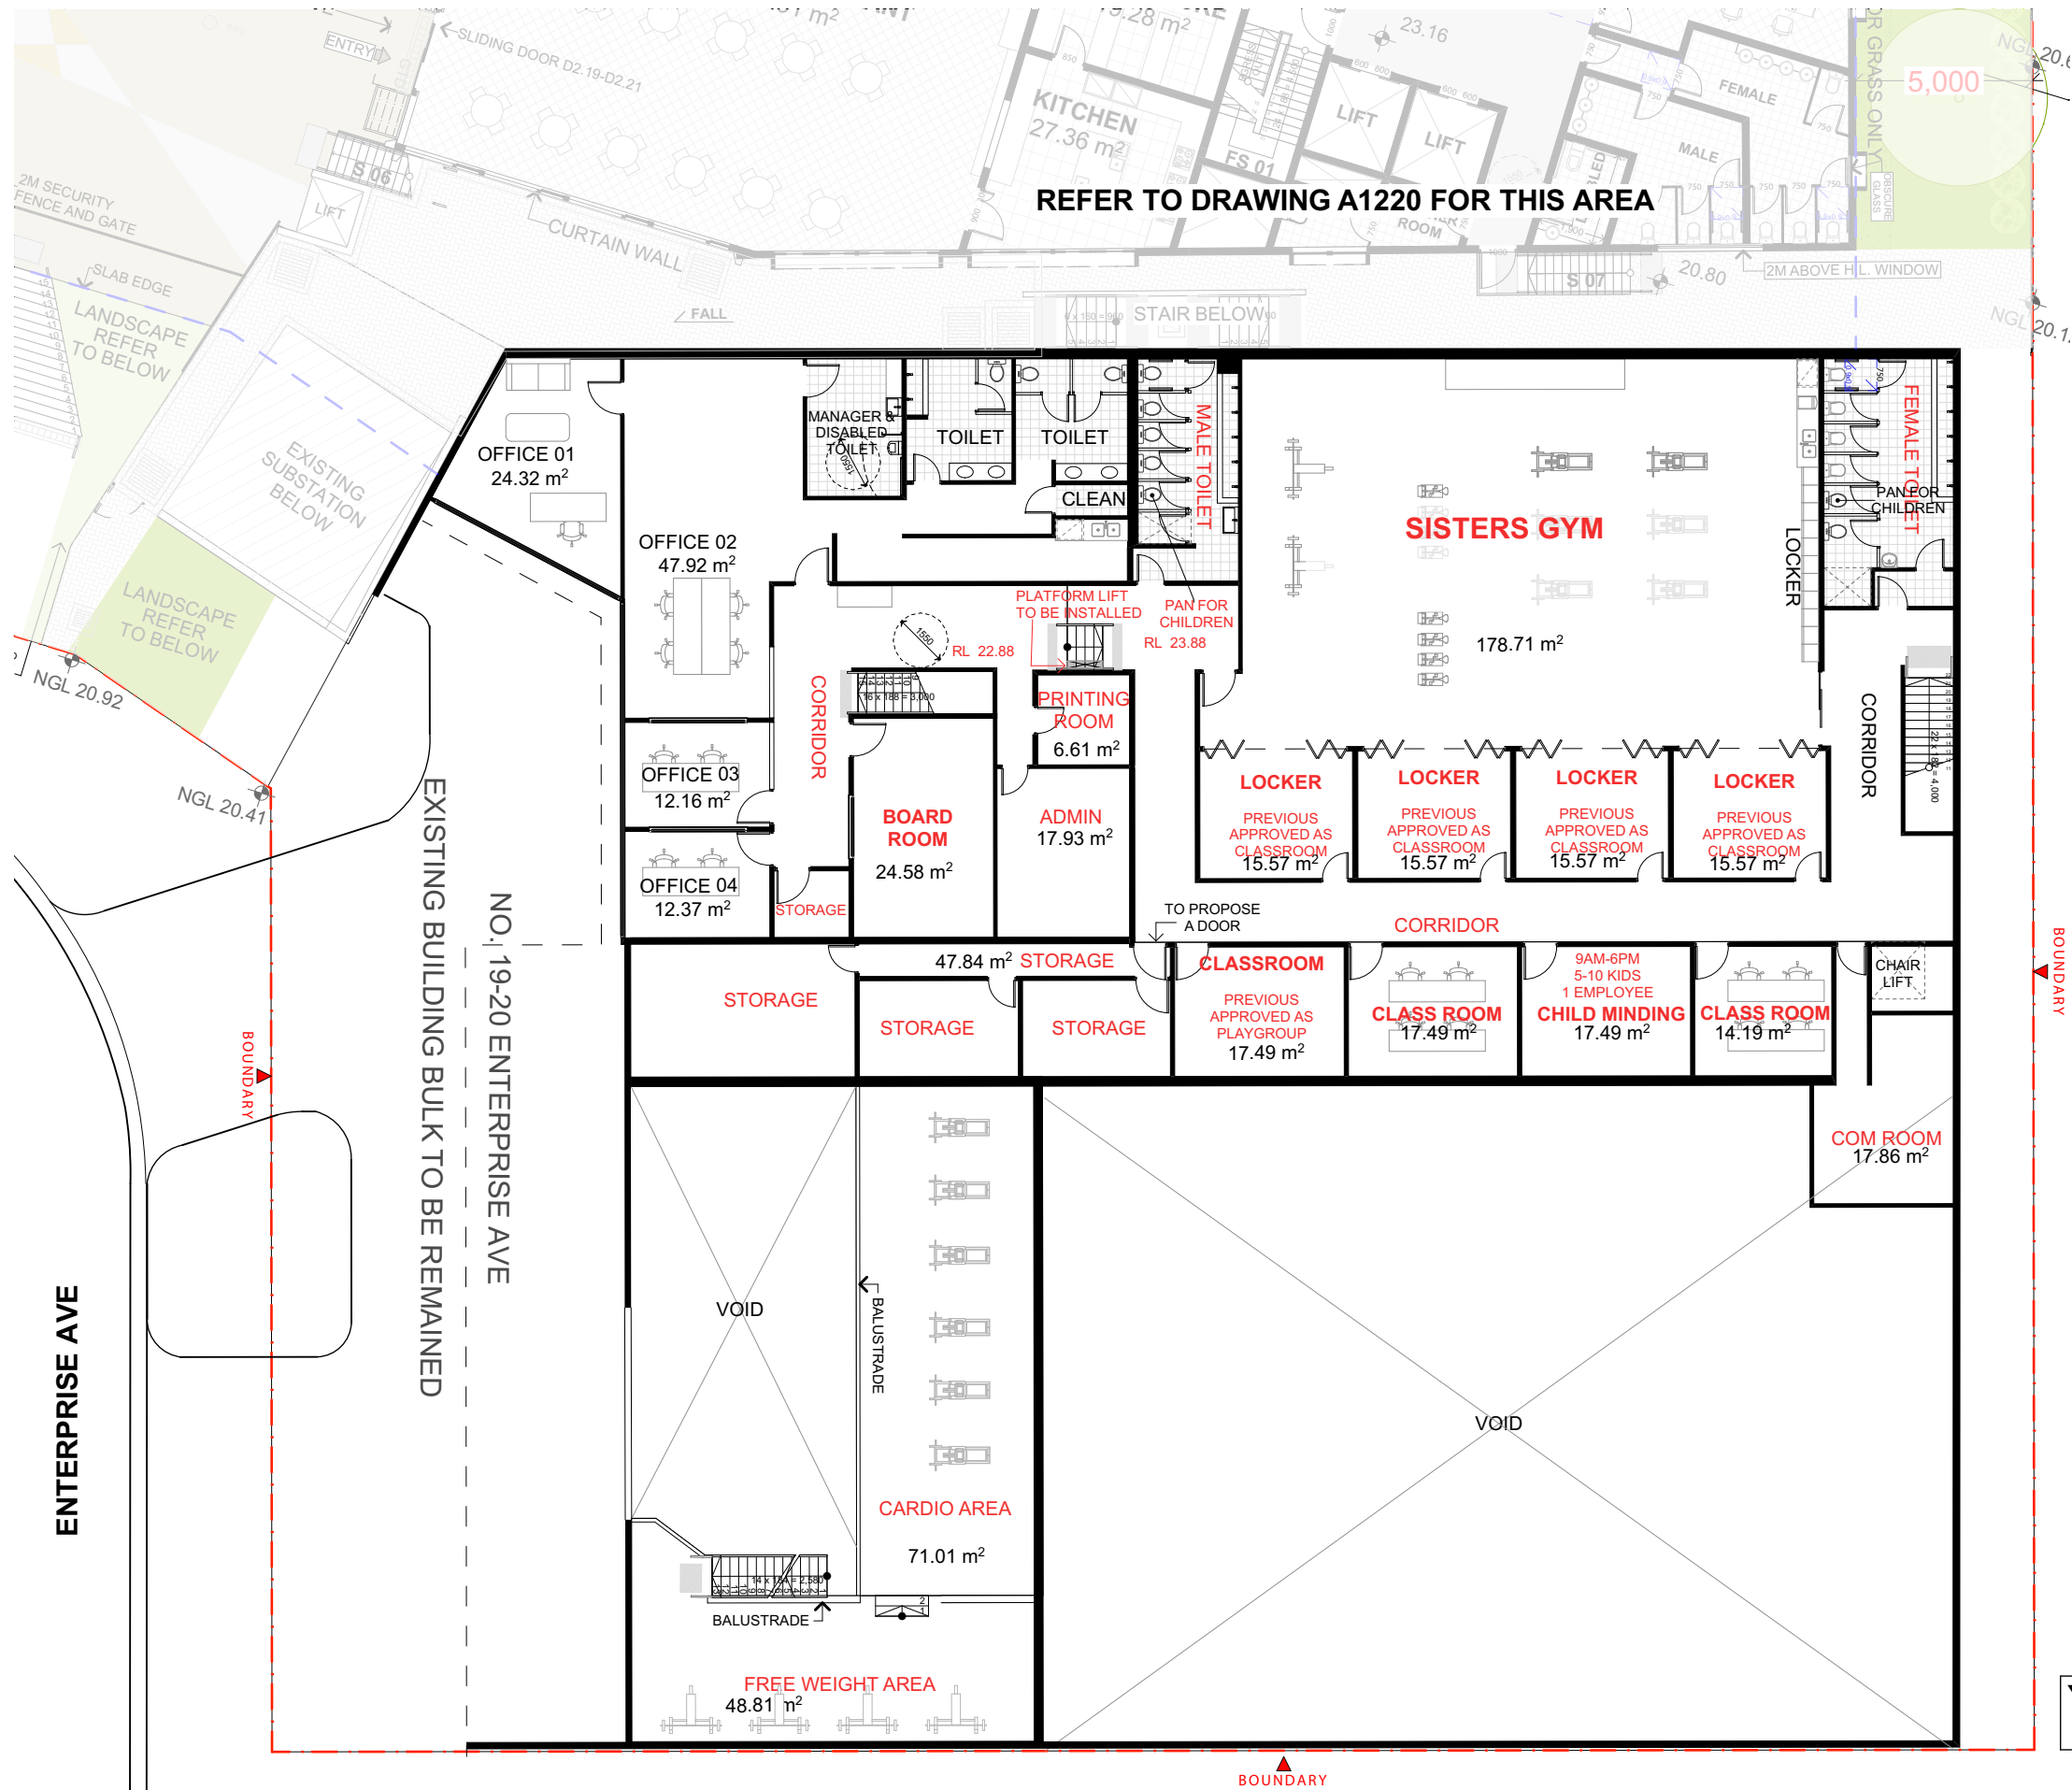 ENTRY
SLIDING DOOR D2.19-D2.21
KITCHEN
27.36 m²
23.16
LIFT
LIFT
FS 01
FEMALE
MALE
5,000
OBSCURE
GLASS
REFER TO DRAWING A1220 FOR THIS AREA
ROOM
S 06
LIFT
2M SECURITY
FENCE AND GATE
CURTAIN WALL
SLAB EDGE
LANDSCAPE
REFER
TO BELOW
FALL
STAIR BELOW
S 07
20.80
2M ABOVE H.L. WINDOW
EXISTING
SUBSTATION
BELOW
LANDSCAPE
REFER
TO BELOW
NGL 20.92
NGL 20.41
OFFICE 01
24.32 m²
OFFICE 02
47.92 m²
MANAGER &
DISABLED
TOILET
1550
TOILET
TOILET
CLEAN
MALE TOILET
SISTERS GYM
178.71 m²
LOCKER
FEMALE TOILET
PAN FOR
CHILDREN
PLATFORM LIFT
TO BE INSTALLED
PAN FOR
CHILDREN
RL 22.88
1550
RL 23.88
CORRIDOR
16 x 188 = 3,000
PRINTING
ROOM
6.61 m²
CORRIDOR
22 x 182 = 4,000
OFFICE 03
12.16 m²
OFFICE 04
12.37 m²
STORAGE
BOARD
ROOM
24.58 m²
ADMIN
17.93 m²
LOCKER
PREVIOUS
APPROVED AS
CLASSROOM
15.57 m²
LOCKER
PREVIOUS
APPROVED AS
CLASSROOM
15.57 m²
LOCKER
PREVIOUS
APPROVED AS
CLASSROOM
15.57 m²
LOCKER
PREVIOUS
APPROVED AS
CLASSROOM
15.57 m²
TO PROPOSE
A DOOR
CORRIDOR
47.84 m² STORAGE
STORAGE
STORAGE
STORAGE
CLASSROOM
PREVIOUS
APPROVED AS
PLAYGROUP
17.49 m²
CLASS ROOM
17.49 m²
9AM-6PM
5-10 KIDS
1 EMPLOYEE
CHILD MINDING
17.49 m²
CLASS ROOM
14.19 m²
CHAIR
LIFT
COM ROOM
17.86 m²
BOUNDARY
BOUNDARY
EXISTING BUILDING BULK TO BE REMAINED
NO. 19-20 ENTERPRISE AVE
ENTERPRISE AVE
VOID
BALUSTRADE
VOID
CARDIO AREA
71.01 m²
BALUSTRADE
FREE WEIGHT AREA
48.81 m²
BOUNDARY